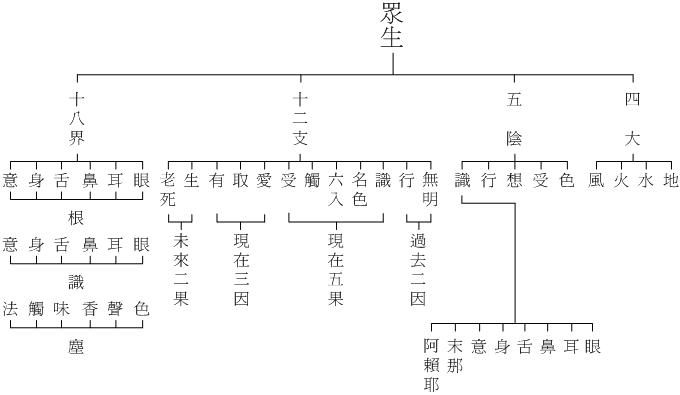 眾生
十八界
十二支
五陰
四大
意 身 舌 鼻 耳 眼
老死 生 有 取 愛 受 觸 六入 名色 識 行 無明
識 行 想 受 色
風 火 水 地
根
未來二果
現在三因
現在五果
過去二因
意 身 舌 鼻 耳 眼
識
法 觸 味 香 聲 色
塵
阿賴耶 末那 意 身 舌 鼻 耳 眼